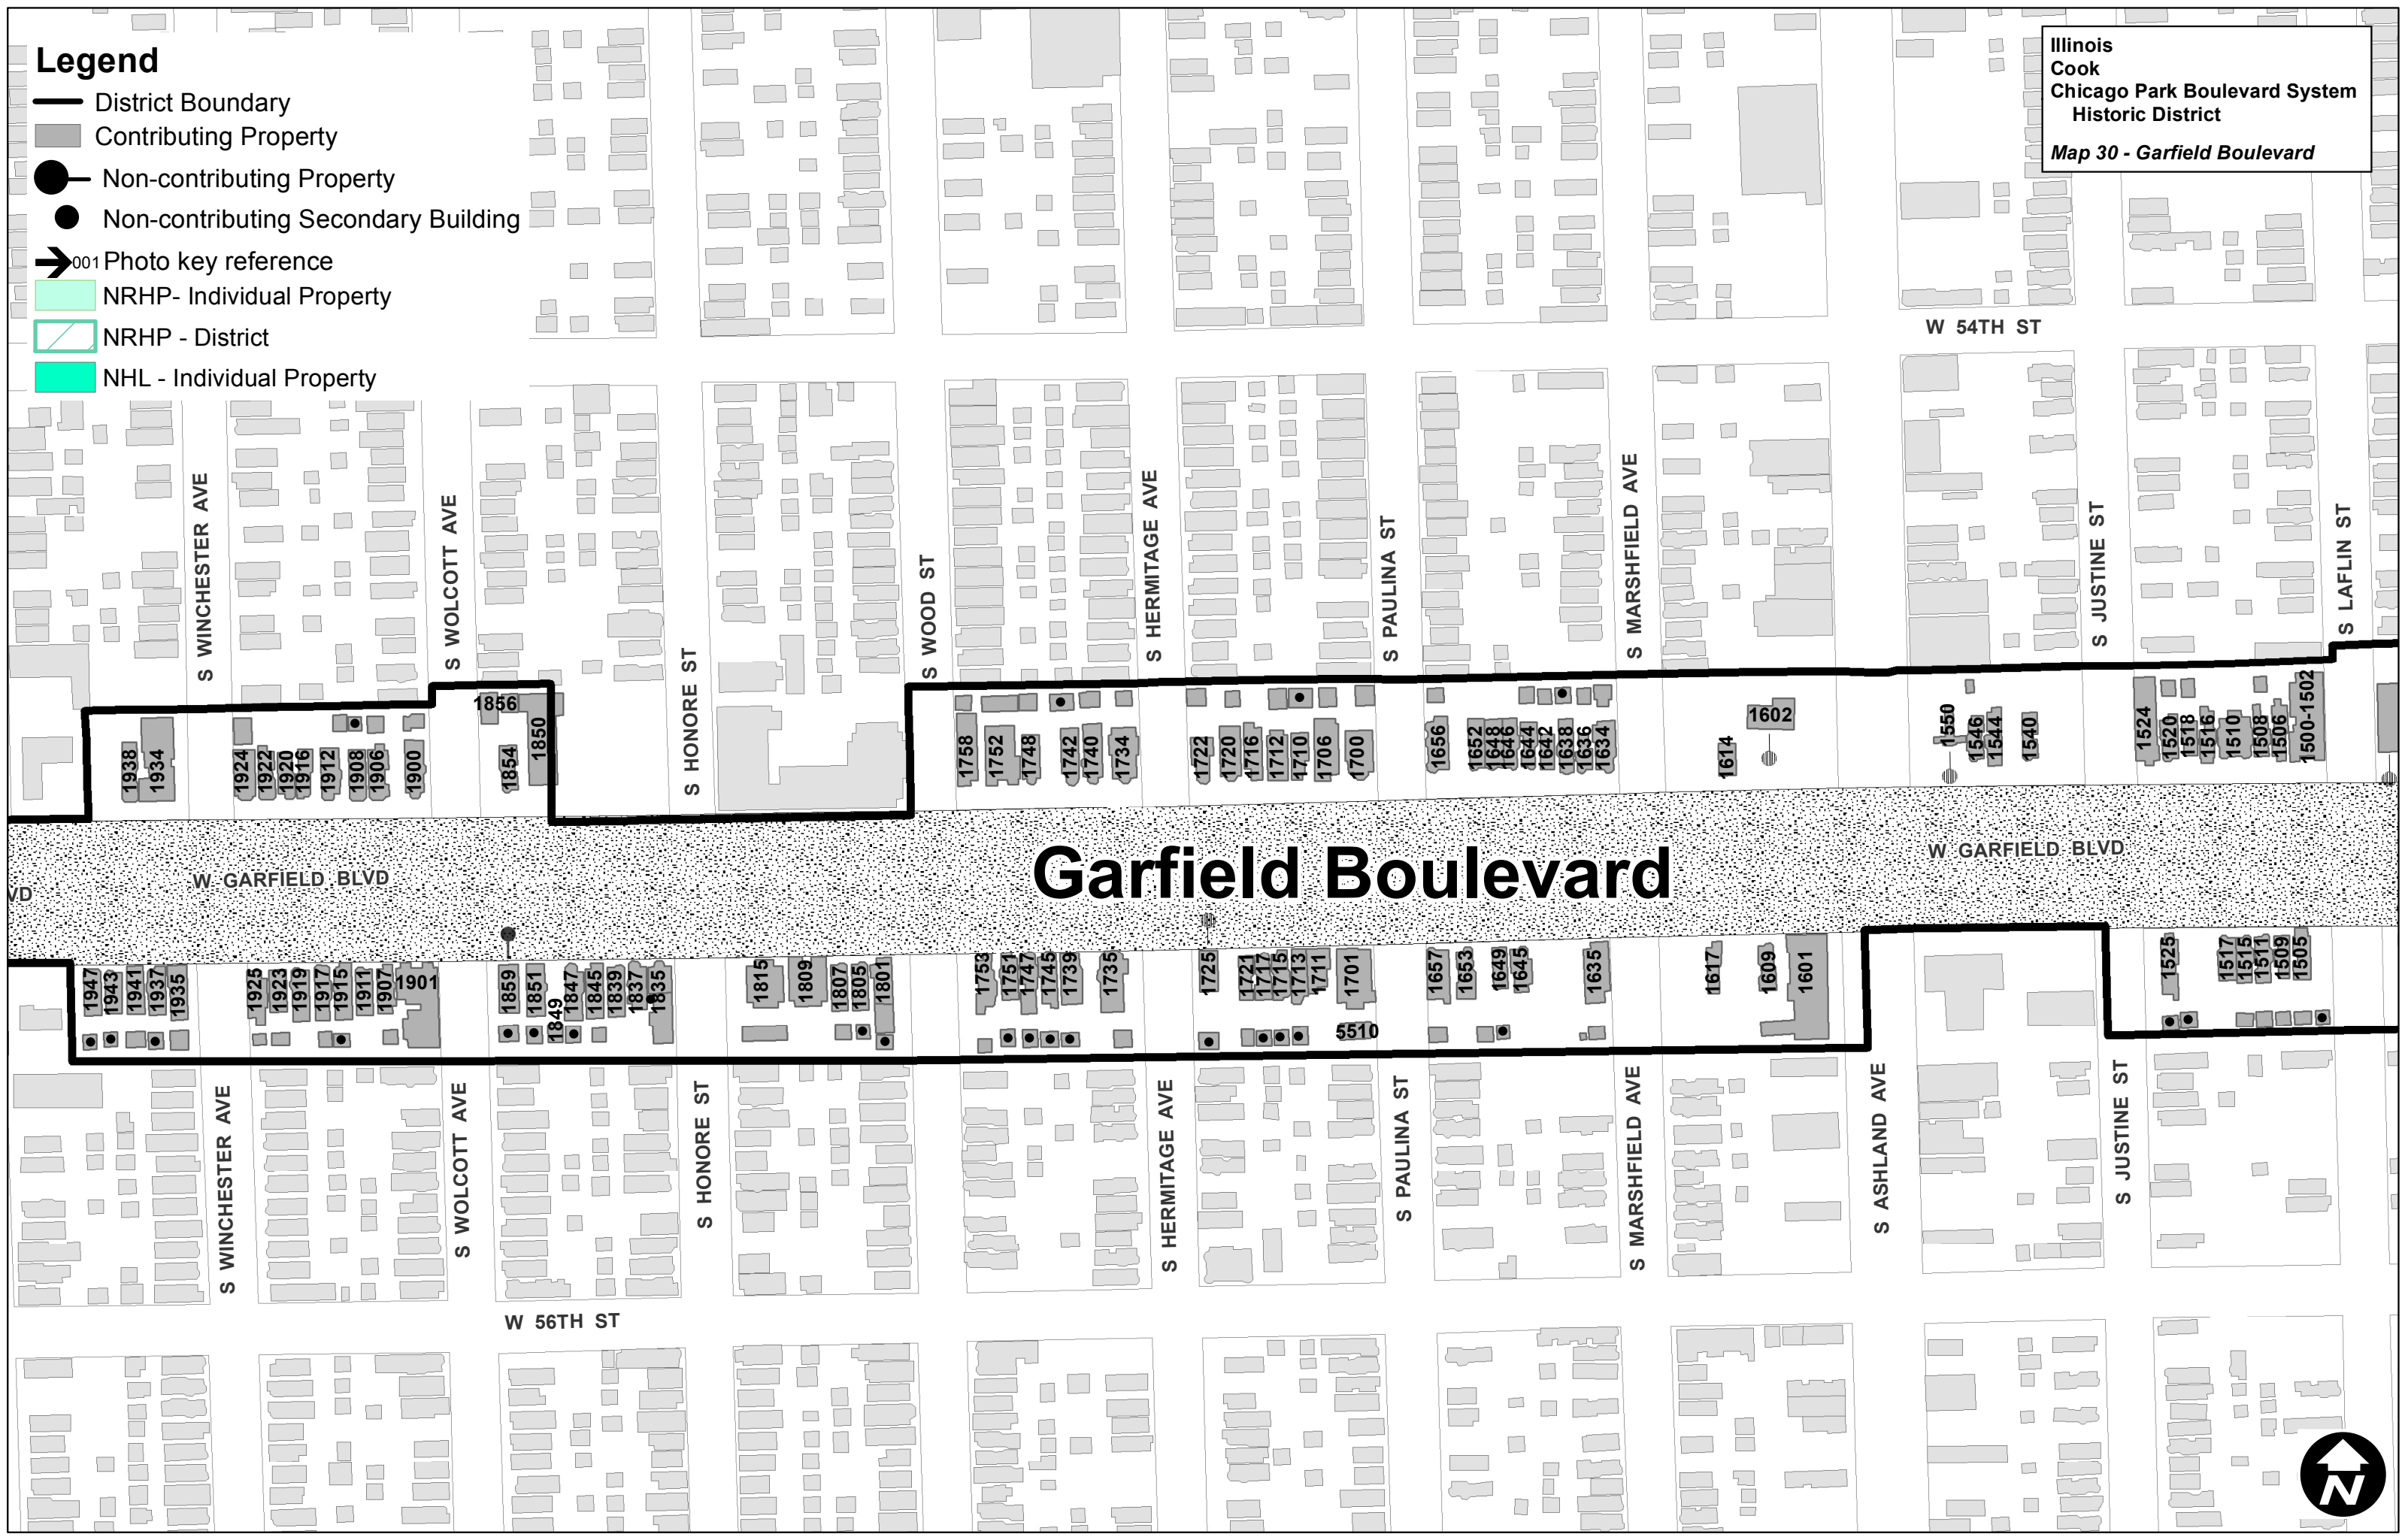 Legend
District Boundary
Contributing Property
Non-contributing Property
Non-contributing Secondary Building
001 Photo key reference
NRHP- Individual Property
NRHP - District
NHL - Individual Property
Illinois
Cook
Chicago Park Boulevard System
Historic District
Map 30 - Garfield Boulevard
W 54TH ST
S WINCHESTER AVE
S WOLCOTT AVE
S HONORE ST
S WOOD ST
S HERMITAGE AVE
S PAULINA ST
S MARSHFIELD AVE
S JUSTINE ST
S LAFLIN ST
1938
1934
1924
1922
1920
1916
1912
1908
1906
1900
1856
1854
1850
1758
1752
1748
1742
1740
1734
1722
1720
1716
1712
1710
1706
1700
1656
1652
1648
1646
1644
1642
1638
1636
1634
1614
1602
1550
1546
1544
1540
1524
1520
1518
1516
1510
1508
1506
1500-1502
VD
W GARFIELD BLVD
Garfield Boulevard
W GARFIELD BLVD
1947
1943
1941
1937
1935
1925
1923
1919
1917
1915
1911
1907
1901
1859
1851
1849
1847
1845
1839
1837
1835
1815
1809
1807
1805
1801
1753
1751
1747
1745
1739
1735
1725
1721
1717
1715
1713
1711
1701
5510
1657
1653
1649
1645
1635
1617
1609
1601
1525
1517
1515
1511
1509
1505
S WINCHESTER AVE
S WOLCOTT AVE
S HONORE ST
S HERMITAGE AVE
S PAULINA ST
S MARSHFIELD AVE
S ASHLAND AVE
S JUSTINE ST
W 56TH ST
N